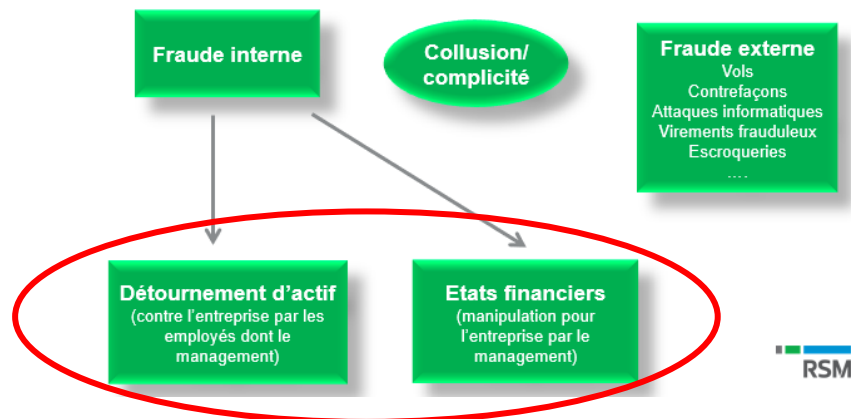 Fraude interne
Collusion/
complicité
Fraude externe
Vols
Contrefaçons
Attaques informatiques
Virements frauduleux
Escroqueries
....
Détournement d'actif
(contre l'entreprise par les
employés dont le
management)
Etats financiers
(manipulation pour
l'entreprise par le
management)
RSM